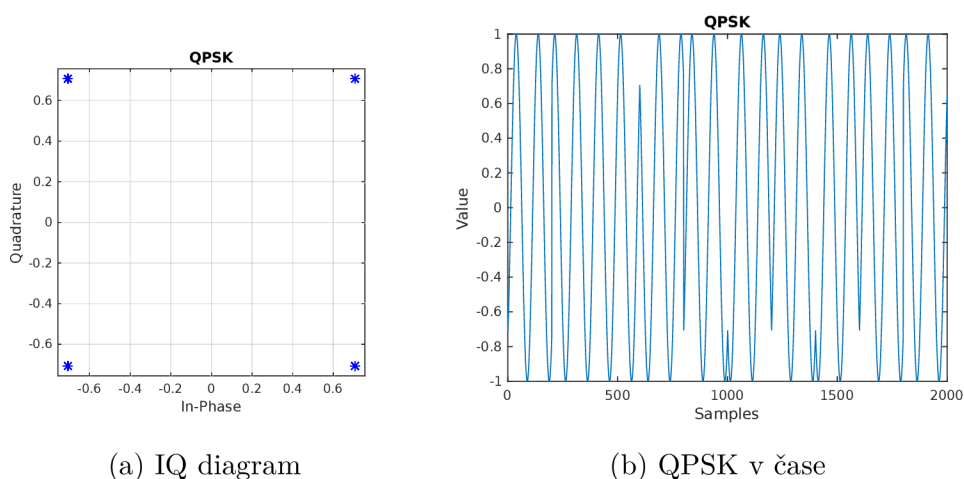 QPSK
0.6
0.4
0.2
0
-0.2
-0.4
-0.6
Quadrature
-0.6 -0.4 -0.2 0 0.2 0.4 0.6
In-Phase
(a) IQ diagram
QPSK
1
0.8
0.6
0.4
0.2
0
-0.2
-0.4
-0.6
-0.8
-1
Value
0 500 1000 1500 2000
Samples
(b) QPSK v čase